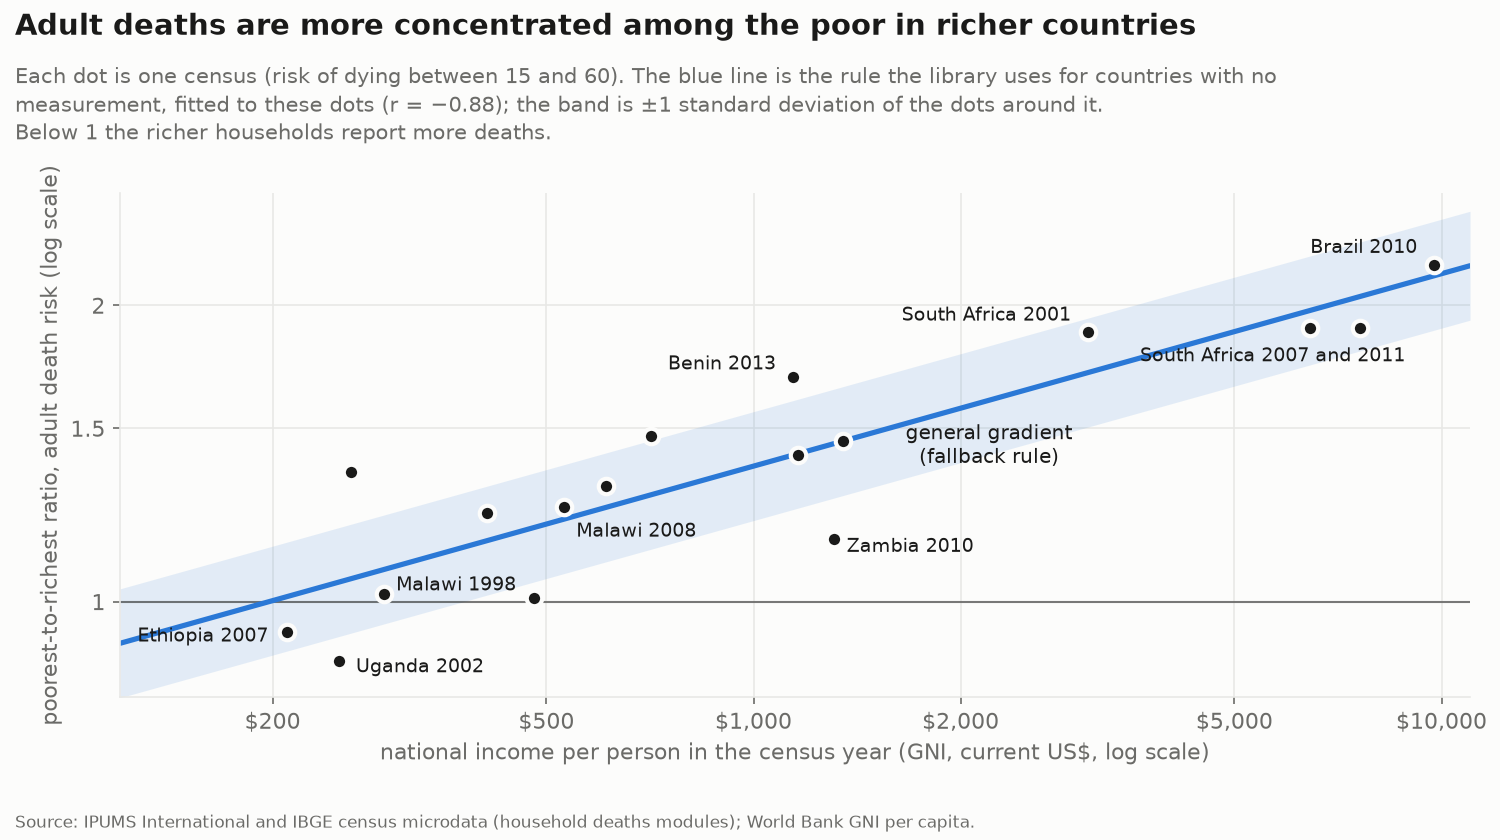 Adult deaths are more concentrated among the poor in richer countries
Each dot is one census (risk of dying between 15 and 60). The blue line is the rule the library uses for countries with no
measurement, fitted to these dots (r = −0.88); the band is ±1 standard deviation of the dots around it.
Below 1 the richer households report more deaths.
poorest-to-richest ratio, adult death risk (log scale)
2
1.5
1
Brazil 2010
South Africa 2001
South Africa 2007 and 2011
Benin 2013
general gradient
(fallback rule)
Malawi 2008
Zambia 2010
Malawi 1998
Ethiopia 2007
Uganda 2002
$200
$500
$1,000
$2,000
$5,000
$10,000
national income per person in the census year (GNI, current US$, log scale)
Source: IPUMS International and IBGE census microdata (household deaths modules); World Bank GNI per capita.